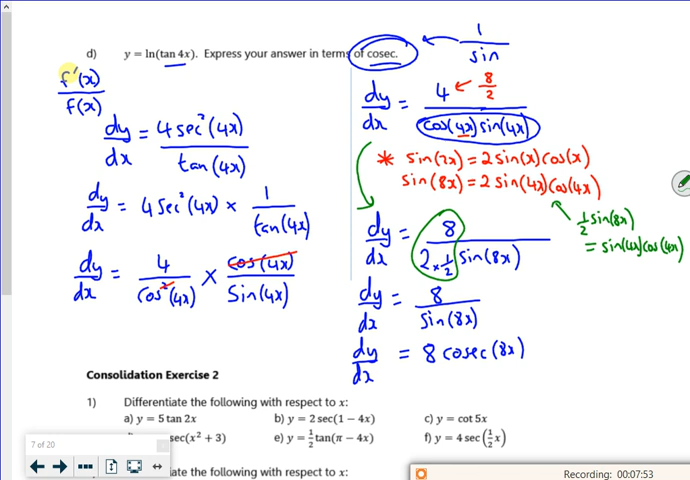 d) y = ln(tan 4x). Express your answer in terms of cosec.
1/sin
f'(x)/f(x)
dy/dx = 4sec²(4x)/tan(4x)
dy/dx = 4sec²(4x) × 1/tan(4x)
dy/dx = 4/cos²(4x) × cos(4x)/sin(4x)
dy/dx = 4/cos(4x)sin(4x) ← 8/2
* sin(2x) = 2sin(x)cos(x)
sin(8x) = 2sin(4x)cos(4x)
½sin(8x)
= sin(4x)cos(4x)
dy/dx = 8/2×½sin(8x)
dy/dx = 8/sin(8x)
dy/dx = 8cosec(8x)
Consolidation Exercise 2
1) Differentiate the following with respect to x:
a) y = 5 tan 2x b) y = 2 sec(1 − 4x) c) y = cot 5x
sec(x² + 3) e) y = ½tan(π − 4x) f) y = 4 sec(½x)
ate the following with respect to x:
7 of 20
Recording: 00:07:53